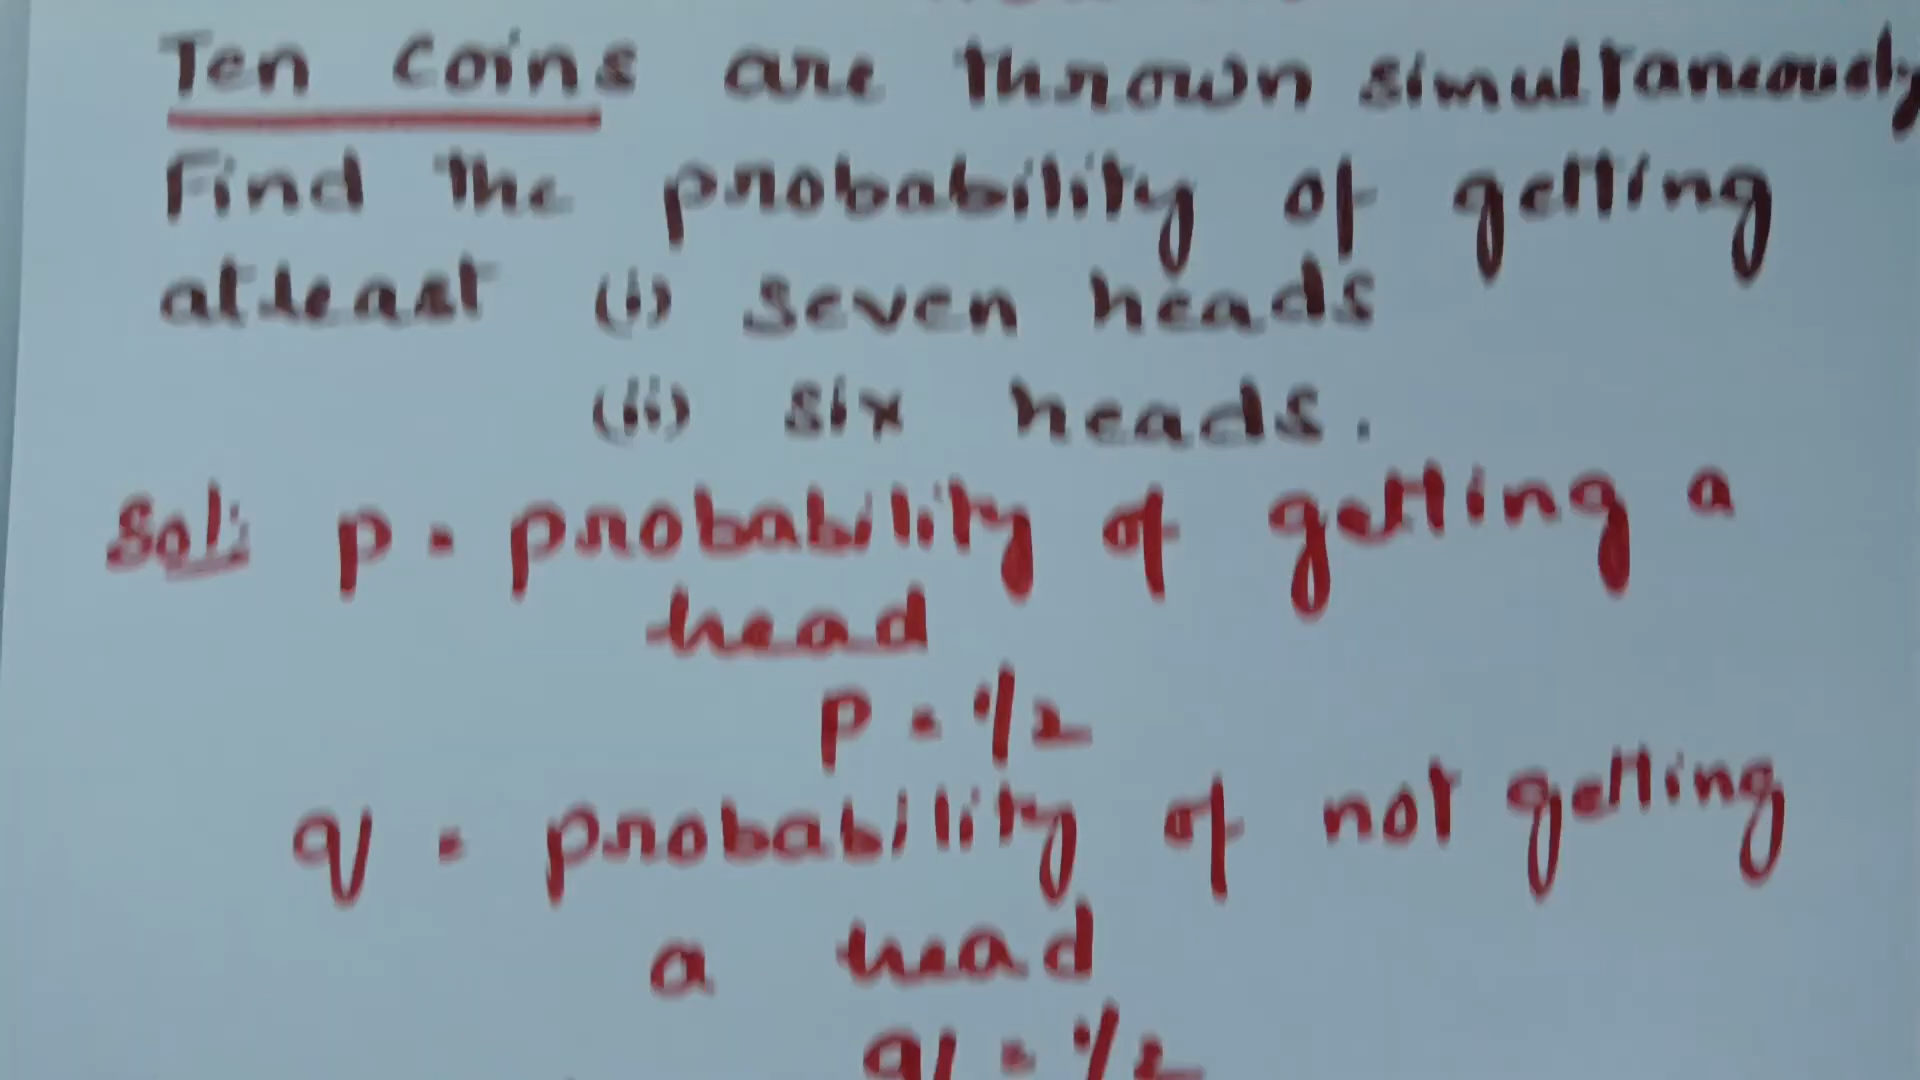 Ten coins are thrown simultaneously
Find the probability of getting
atleast (i) seven heads
(ii) six heads.
Sol: p = probability of getting a
head
p = 1/2
q = probability of not getting
a head
q = 1/2